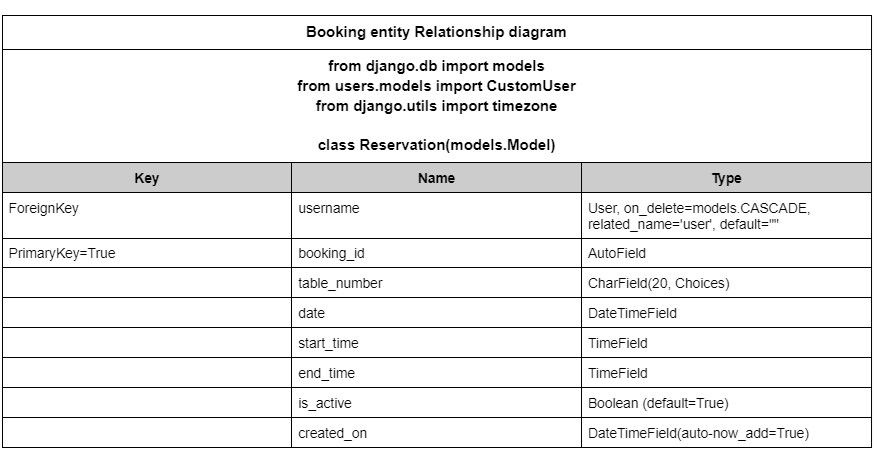 Booking entity Relationship diagram
from django.db import models
from users.models import CustomUser
from django.utils import timezone
class Reservation(models.Model)
Key Name Type
ForeignKey username User, on_delete=models.CASCADE,
related_name='user', default=""
PrimaryKey=True booking_id AutoField
table_number CharField(20, Choices)
date DateTimeField
start_time TimeField
end_time TimeField
is_active Boolean (default=True)
created_on DateTimeField(auto-now_add=True)